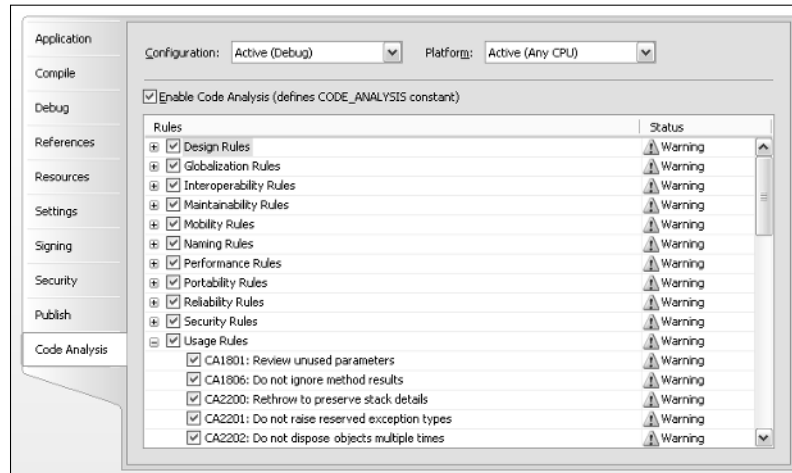 Application
Compile
Debug
References
Resources
Settings
Signing
Security
Publish
Code Analysis
Configuration: Active (Debug) Platform: Active (Any CPU)
Enable Code Analysis (defines CODE_ANALYSIS constant)
Rules Status
Design Rules Warning
Globalization Rules Warning
Interoperability Rules Warning
Maintainability Rules Warning
Mobility Rules Warning
Naming Rules Warning
Performance Rules Warning
Portability Rules Warning
Reliability Rules Warning
Security Rules Warning
Usage Rules Warning
CA1801: Review unused parameters Warning
CA1806: Do not ignore method results Warning
CA2200: Rethrow to preserve stack details Warning
CA2201: Do not raise reserved exception types Warning
CA2202: Do not dispose objects multiple times Warning